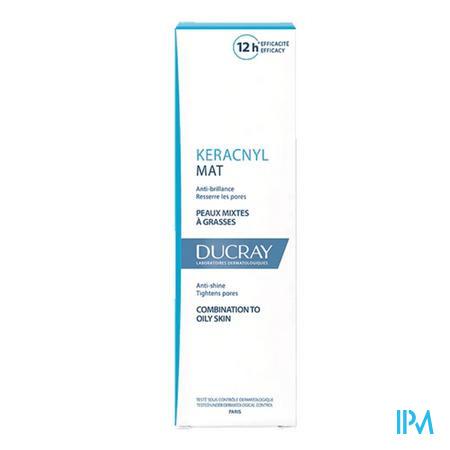 12h EFFICACITÉ
EFFICACY
KERACNYL
MAT
Anti-brillance
Resserre les pores
PEAUX MIXTES
À GRASSES
DUCRAY
LABORATOIRES DERMATOLOGIQUES
Anti-shine
Tightens pores
COMBINATION TO
OILY SKIN
TESTÉ SOUS CONTRÔLE DERMATOLOGIQUE
TESTED UNDER DERMATOLOGICAL CONTROL
PARIS
IPM